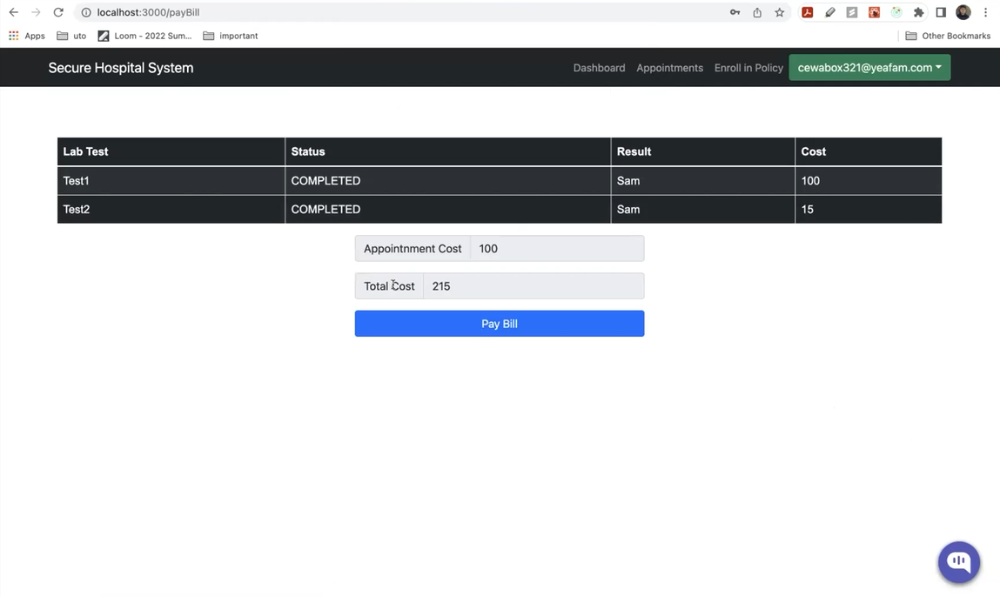 localhost:3000/payBill
Apps uto Loom - 2022 Sum... important Other Bookmarks
Secure Hospital System Dashboard Appointments Enroll in Policy cewabox321@yeafam.com
Lab Test Status Result Cost
Test1 COMPLETED Sam 100
Test2 COMPLETED Sam 15
Appointnment Cost 100
Total Cost 215
Pay Bill